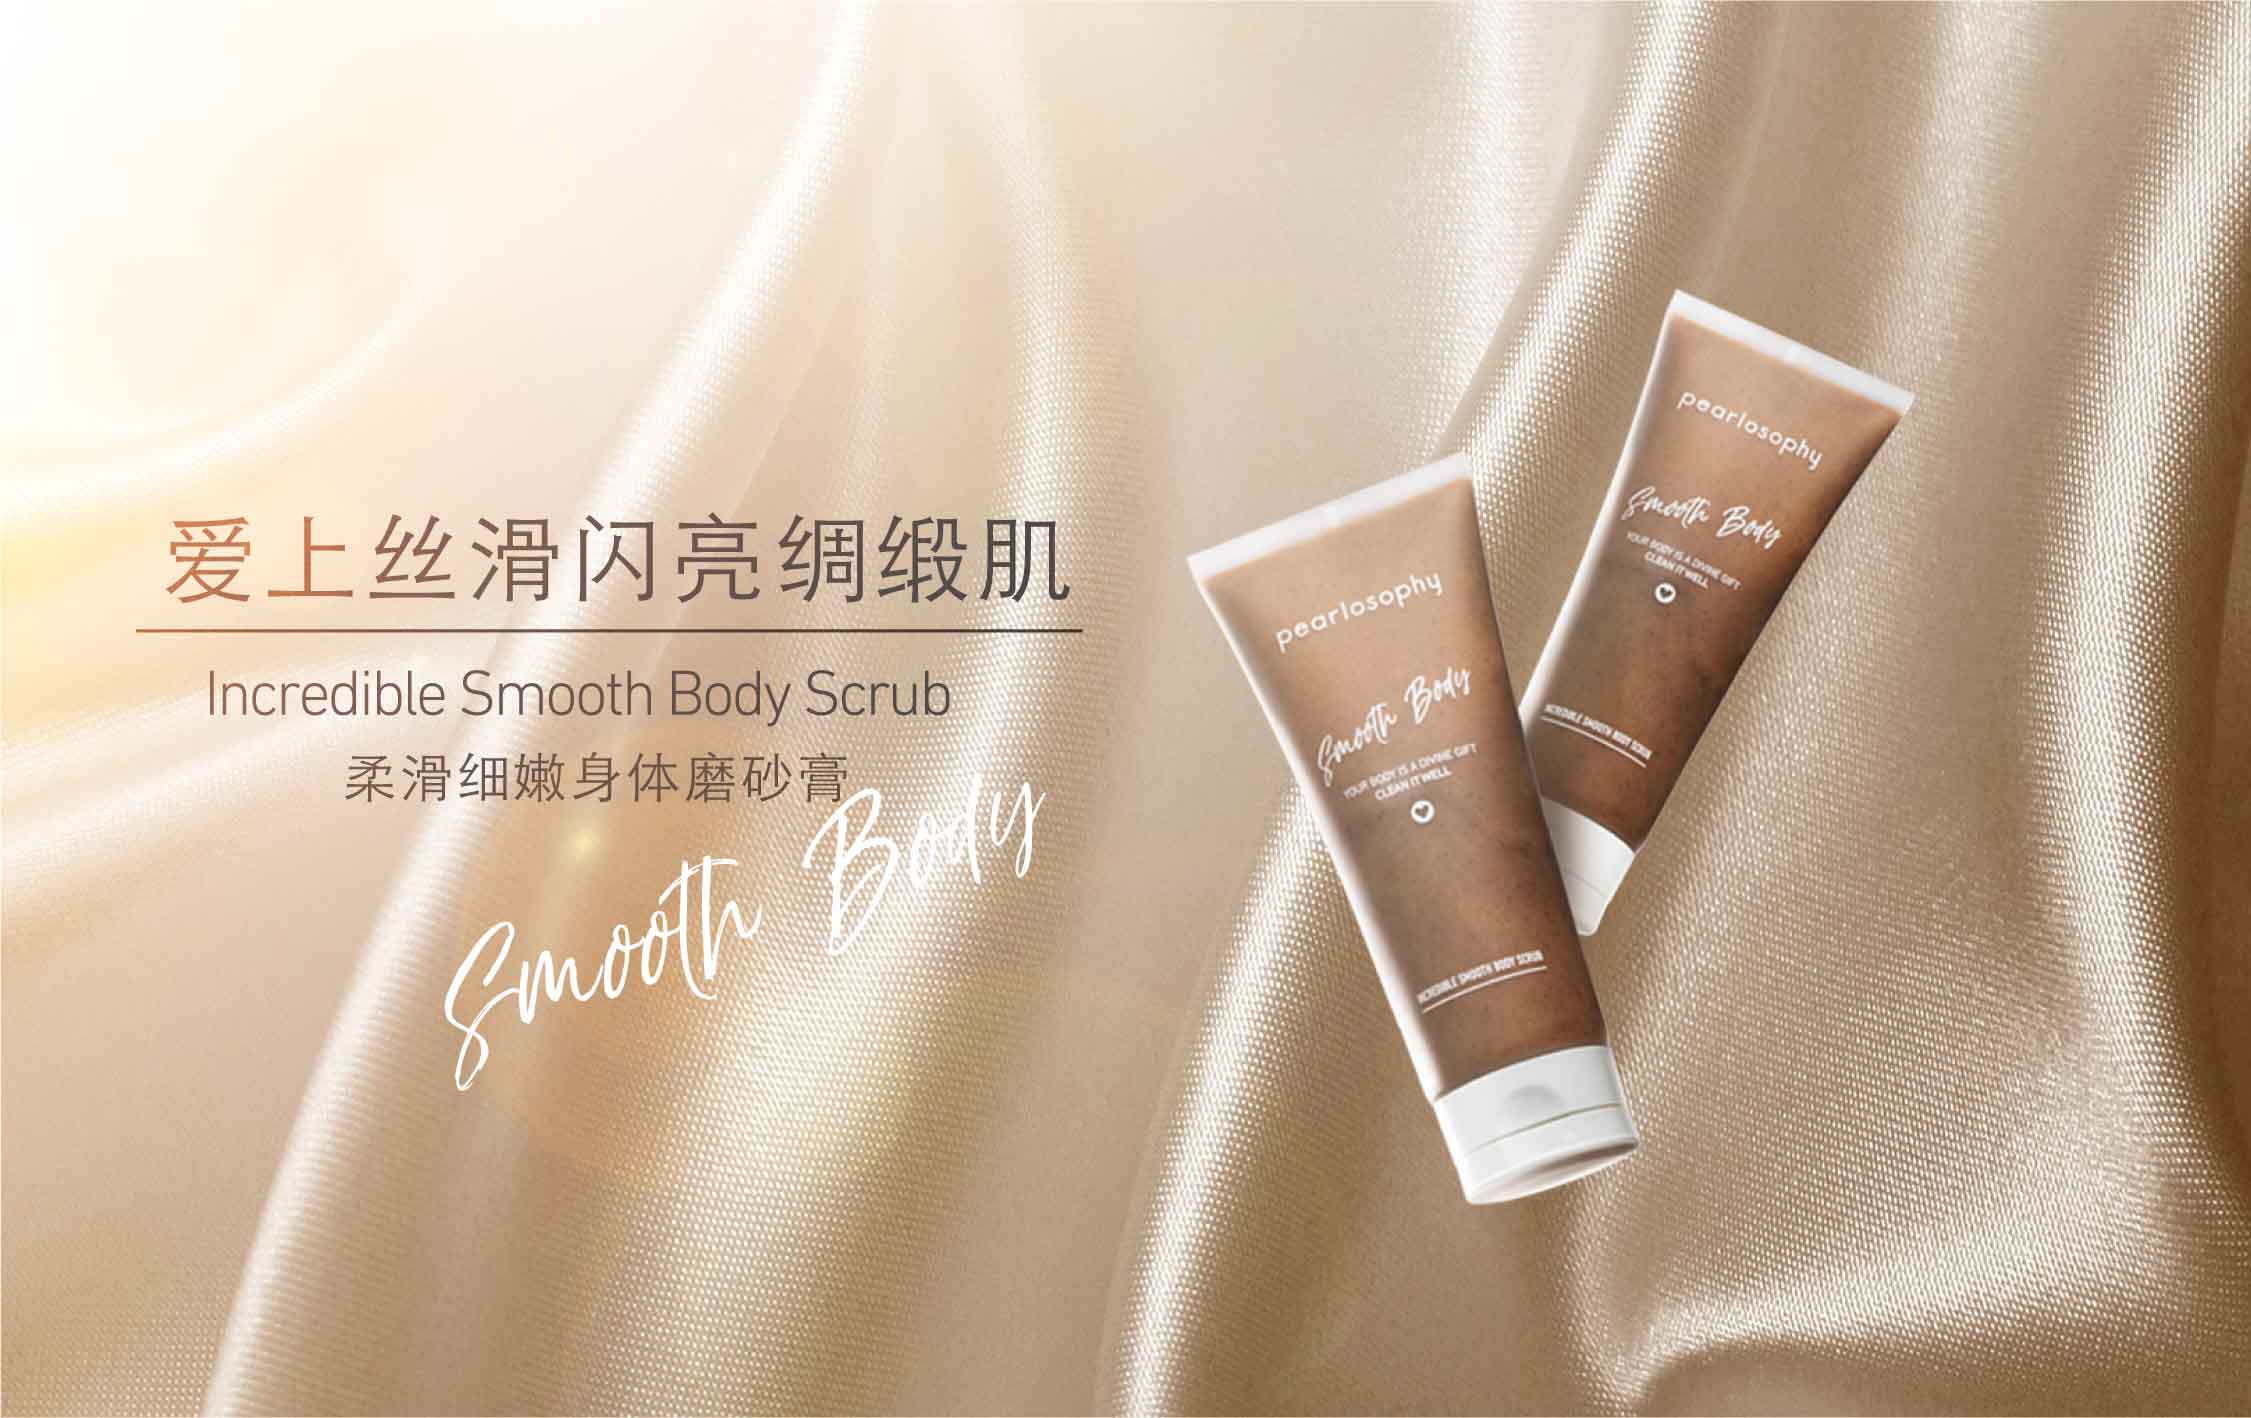 爱上丝滑闪亮绸缎肌
Incredible Smooth Body Scrub
柔滑细嫩身体磨砂膏
Smooth Body
pearlosophy
Smooth Body
YOUR BODY IS A DIVINE GIFT
CLEAN IT WELL
INCREDIBLE SMOOTH BODY SCRUB
pearlosophy
Smooth Body
YOUR BODY IS A DIVINE GIFT
CLEAN IT WELL
INCREDIBLE SMOOTH BODY SCRUB